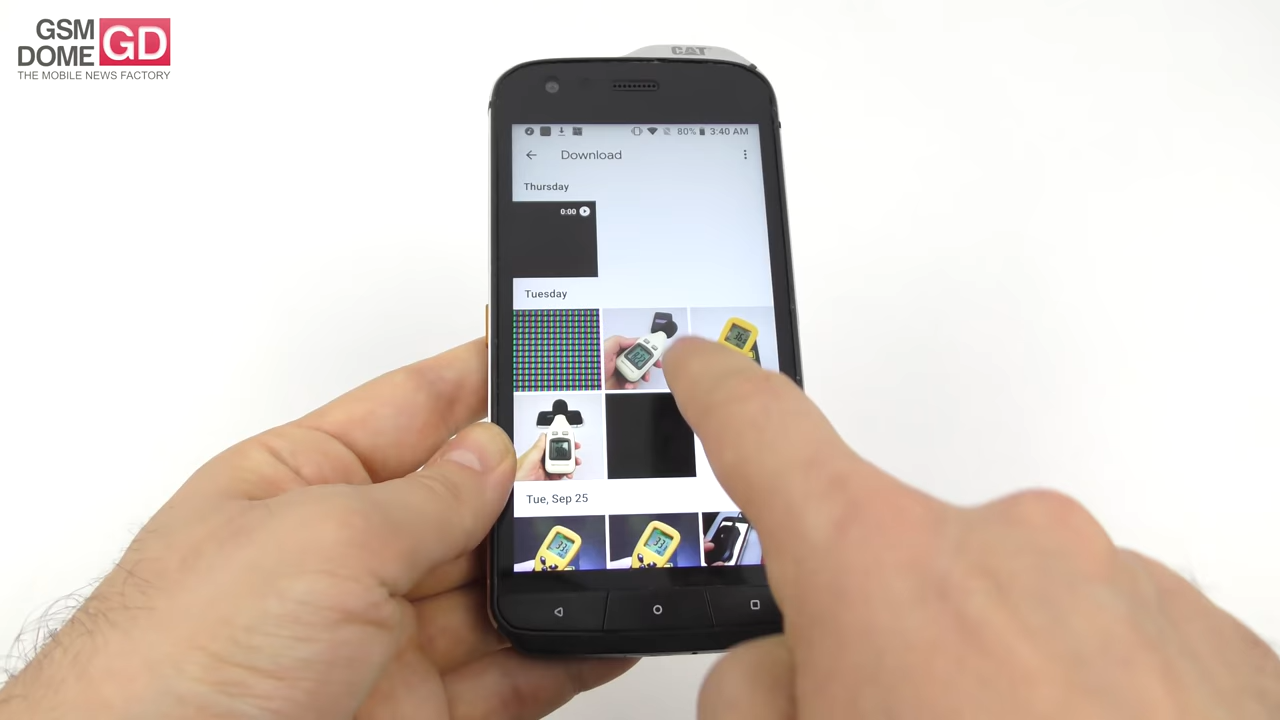 GSM
DOME GD
THE MOBILE NEWS FACTORY
CAT
80% 3:40 AM
Download
Thursday
0:00
Tuesday
Tue, Sep 25